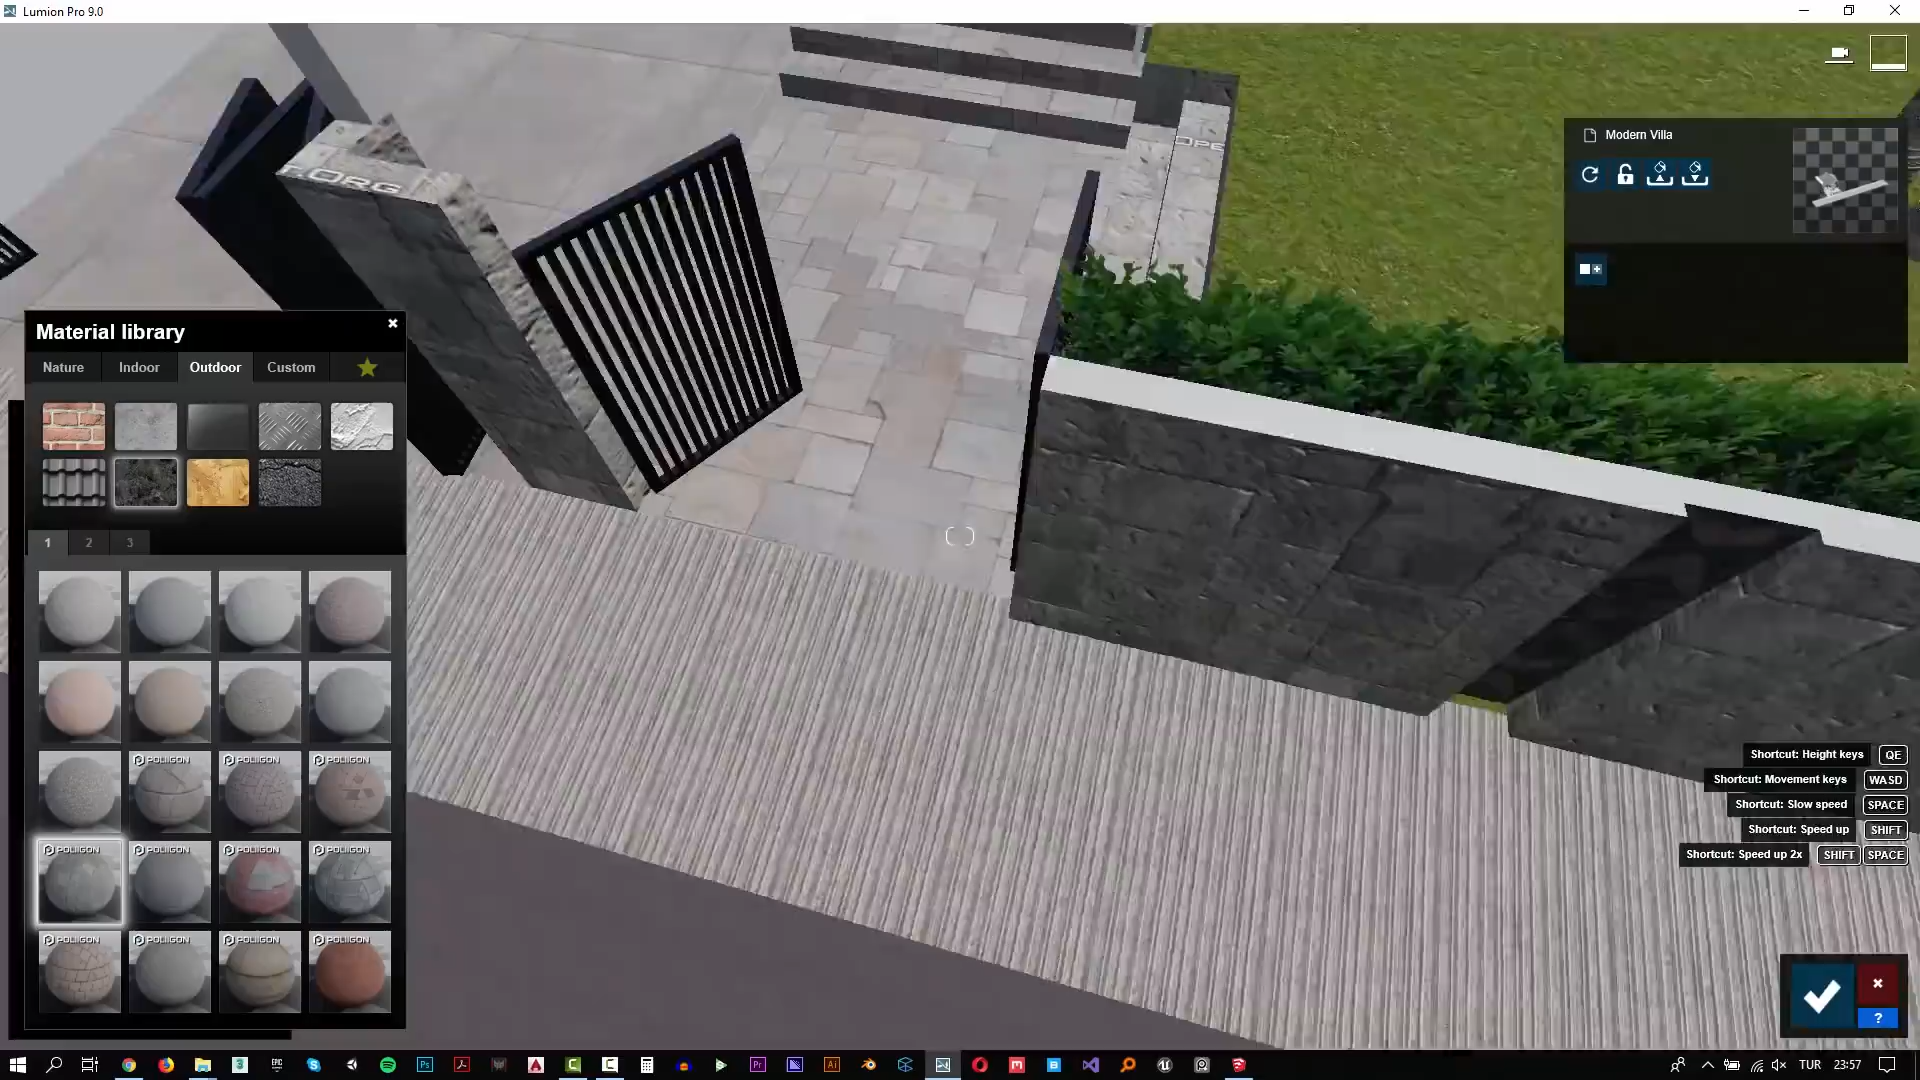 Lumion Pro 9.0
T.ORG
OPE
Modern Villa
Material library
Nature
Indoor
Outdoor
Custom
1
2
3
POLIIGON
POLIIGON
POLIIGON
POLIIGON
POLIIGON
POLIIGON
POLIIGON
POLIIGON
POLIIGON
POLIIGON
POLIIGON
Shortcut: Height keys QE
Shortcut: Movement keys WASD
Shortcut: Slow speed SPACE
Shortcut: Speed up SHIFT
Shortcut: Speed up 2x SHIFT SPACE
?
TUR
23:57